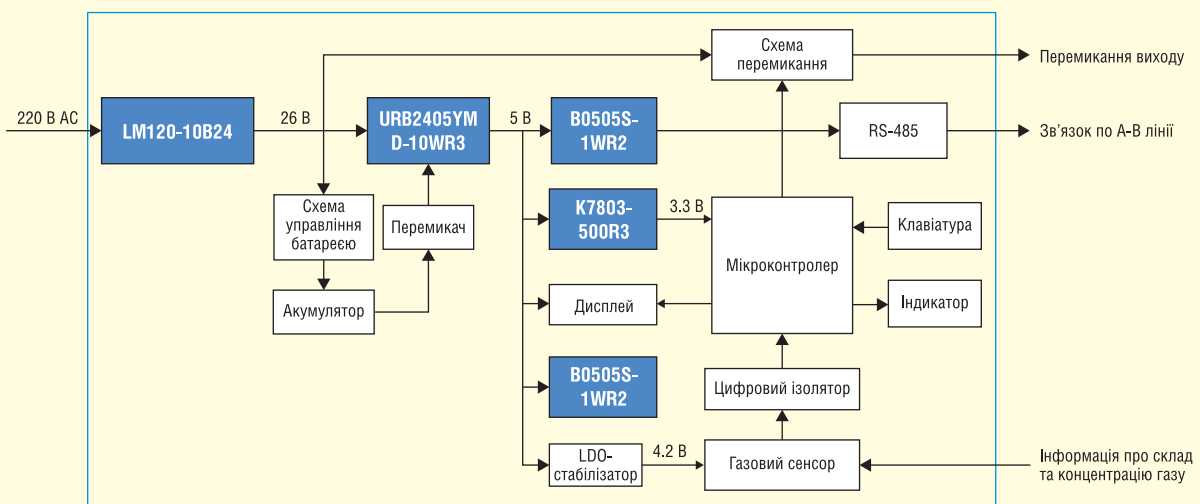 Схема
перемикання
Перемикання виходу
220 В АС
LM120-10B24
26 В
URB2405YM
D-10WR3
5 В
B0505S-
1WR2
RS-485
Зв’язок по А-В лінії
Схема
управління
батареєю
Перемикач
K7803-
500R3
3.3 В
Мікроконтролер
Клавіатура
Акумулятор
Дисплей
Індикатор
B0505S-
1WR2
Цифровий ізолятор
LDO-
стабілізатор
4.2 В
Газовий сенсор
Інформація про склад
та концентрацію газу